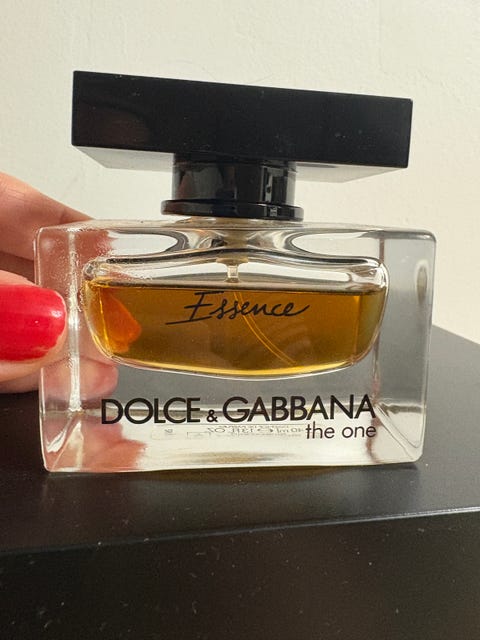 Essence
DOLCE & GABBANA
the one